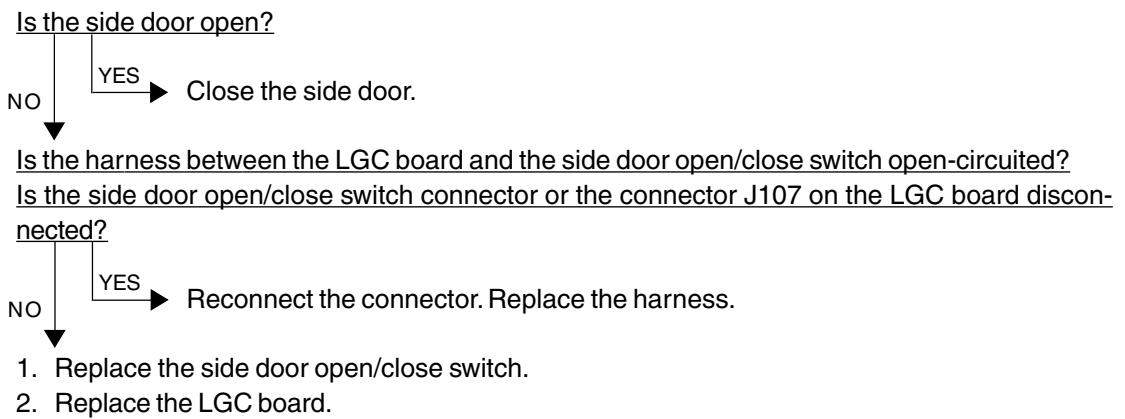 Is the side door open?
YES
Close the side door.
NO
Is the harness between the LGC board and the side door open/close switch open-circuited?
Is the side door open/close switch connector or the connector J107 on the LGC board discon-
nected?
YES
Reconnect the connector. Replace the harness.
NO
1. Replace the side door open/close switch.
2. Replace the LGC board.